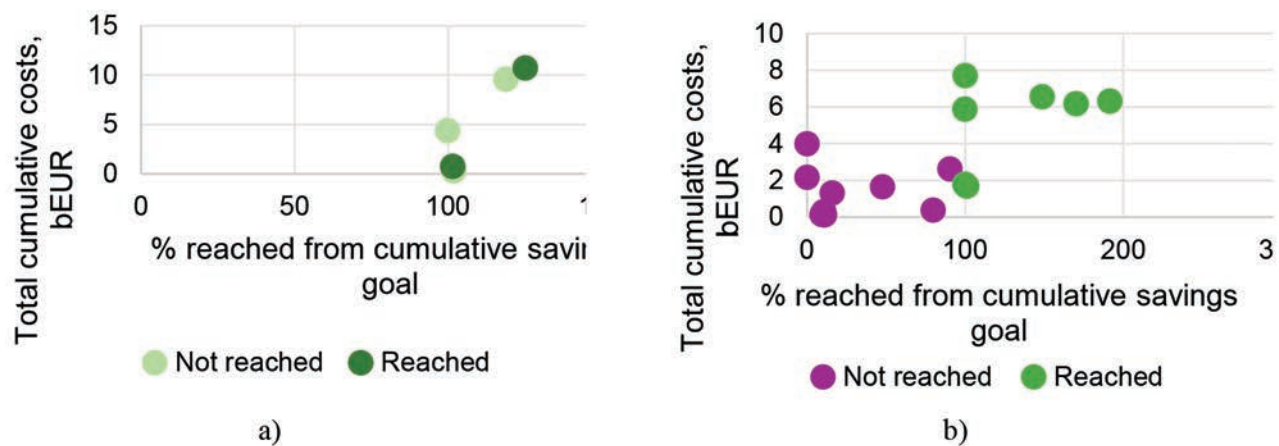 Total cumulative costs,
bEUR
15
10
5
0
0
50
100
1
% reached from cumulative savin
goal
Not reached
Reached
a)
Total cumulative costs,
bEUR
10
8
6
4
2
0
0
100
200
3
% reached from cumulative savings
goal
Not reached
Reached
b)